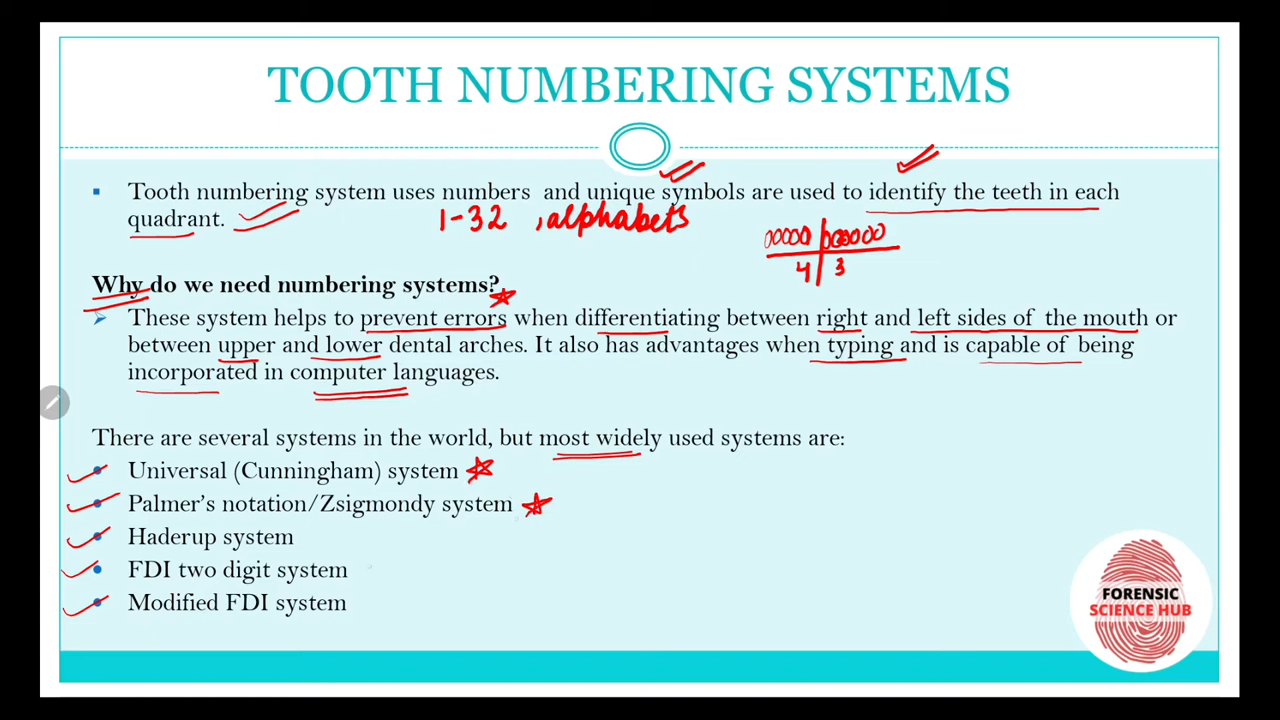 TOOTH NUMBERING SYSTEMS
Tooth numbering system uses numbers and unique symbols are used to identify the teeth in each
quadrant.
1-32 , alphabets
4 3
Why do we need numbering systems?
These system helps to prevent errors when differentiating between right and left sides of the mouth or
between upper and lower dental arches. It also has advantages when typing and is capable of being
incorporated in computer languages.
There are several systems in the world, but most widely used systems are:
Universal (Cunningham) system
Palmer's notation/Zsigmondy system
Haderup system
FDI two digit system
Modified FDI system
FORENSIC
SCIENCE HUB